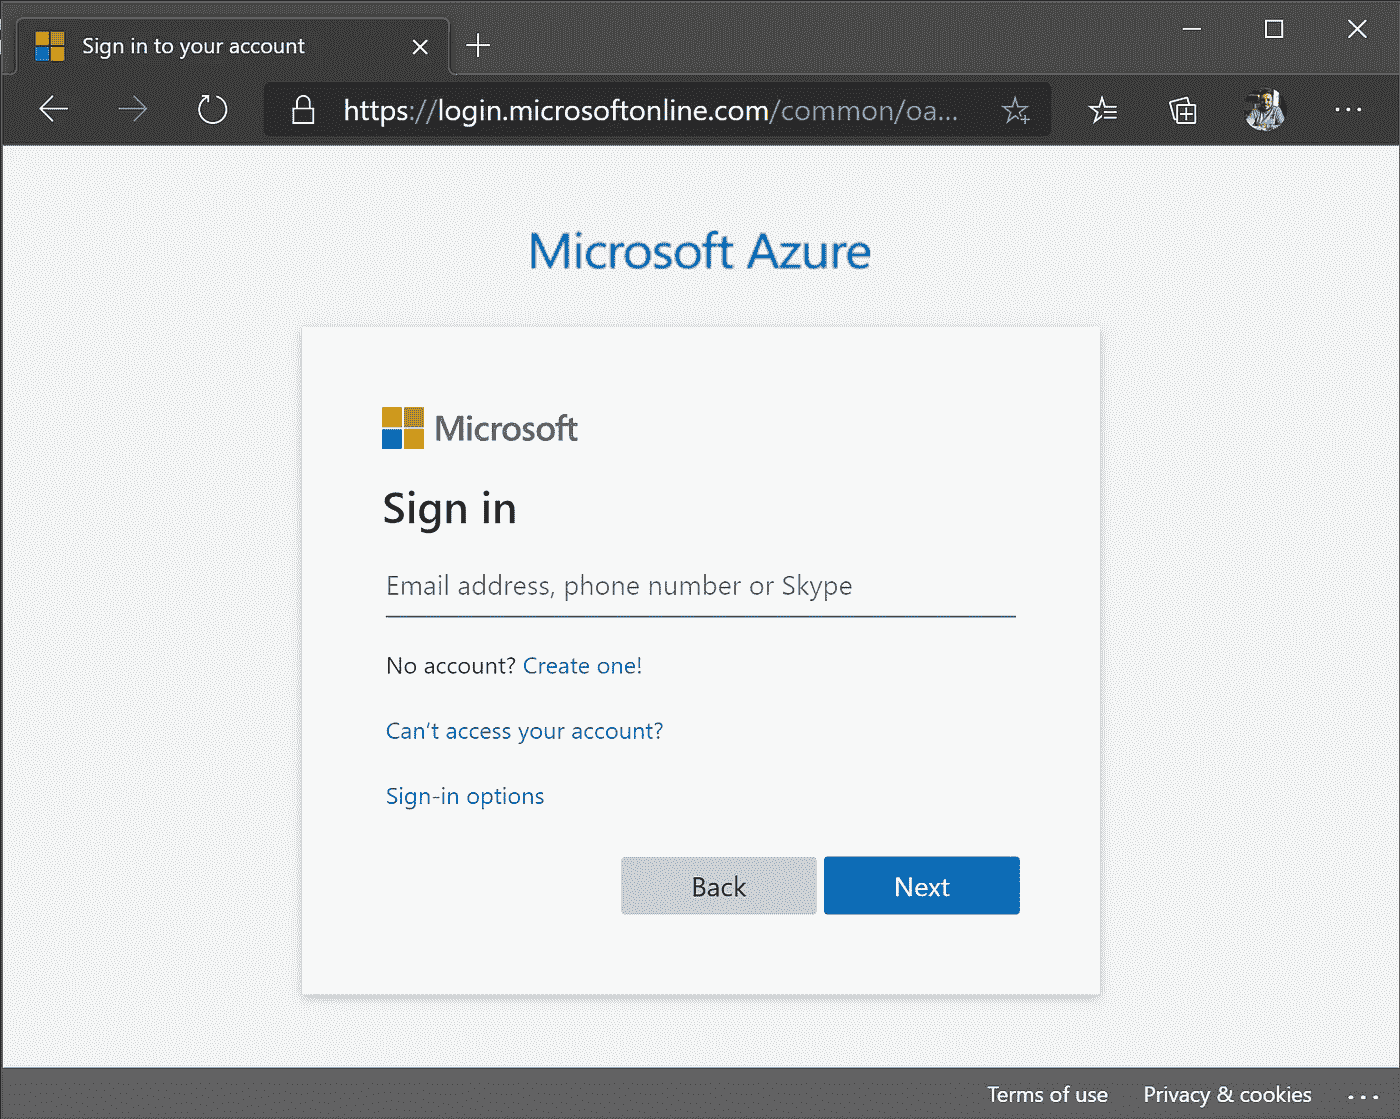 Sign in to your account
https://login.microsoftonline.com/common/oa...
Microsoft Azure
Microsoft
Sign in
Email address, phone number or Skype
No account? Create one!
Can't access your account?
Sign-in options
Back
Next
Terms of use
Privacy & cookies